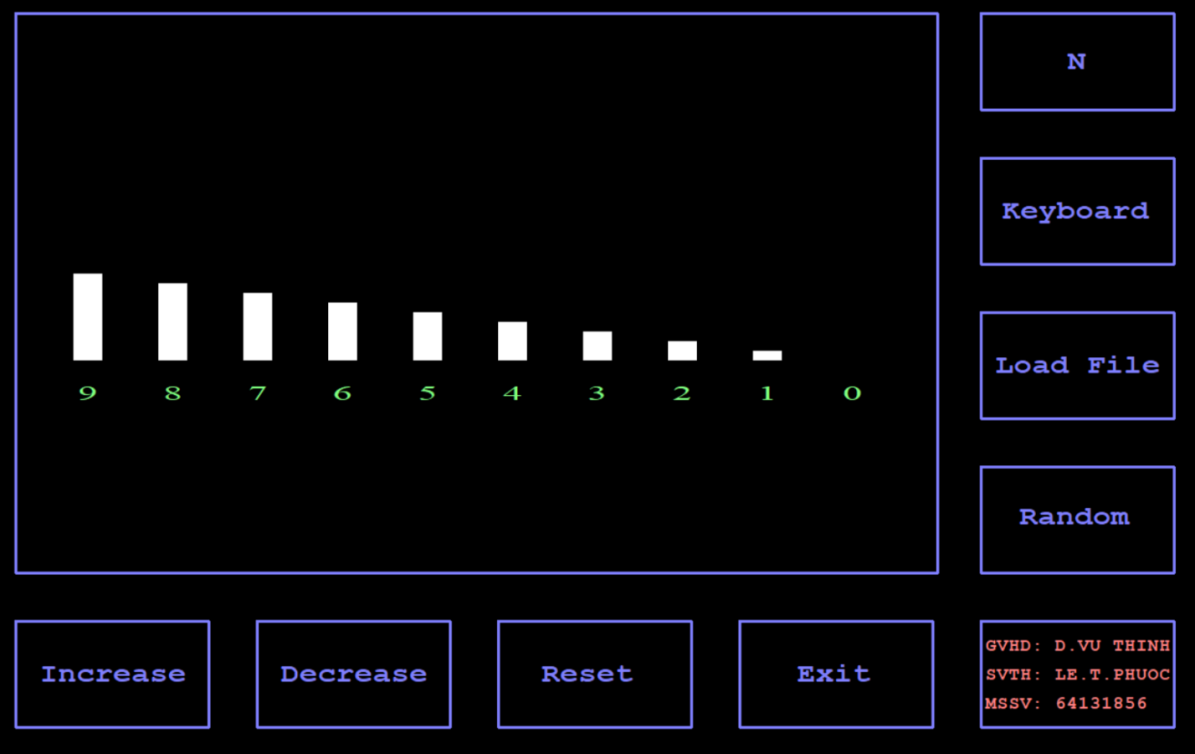 N
Keyboard
Load File
Random
9 8 7 6 5 4 3 2 1 0
Increase
Decrease
Reset
Exit
GVHD: D.VU THINH
SVTH: LE.T.PHUOC
MSSV: 64131856